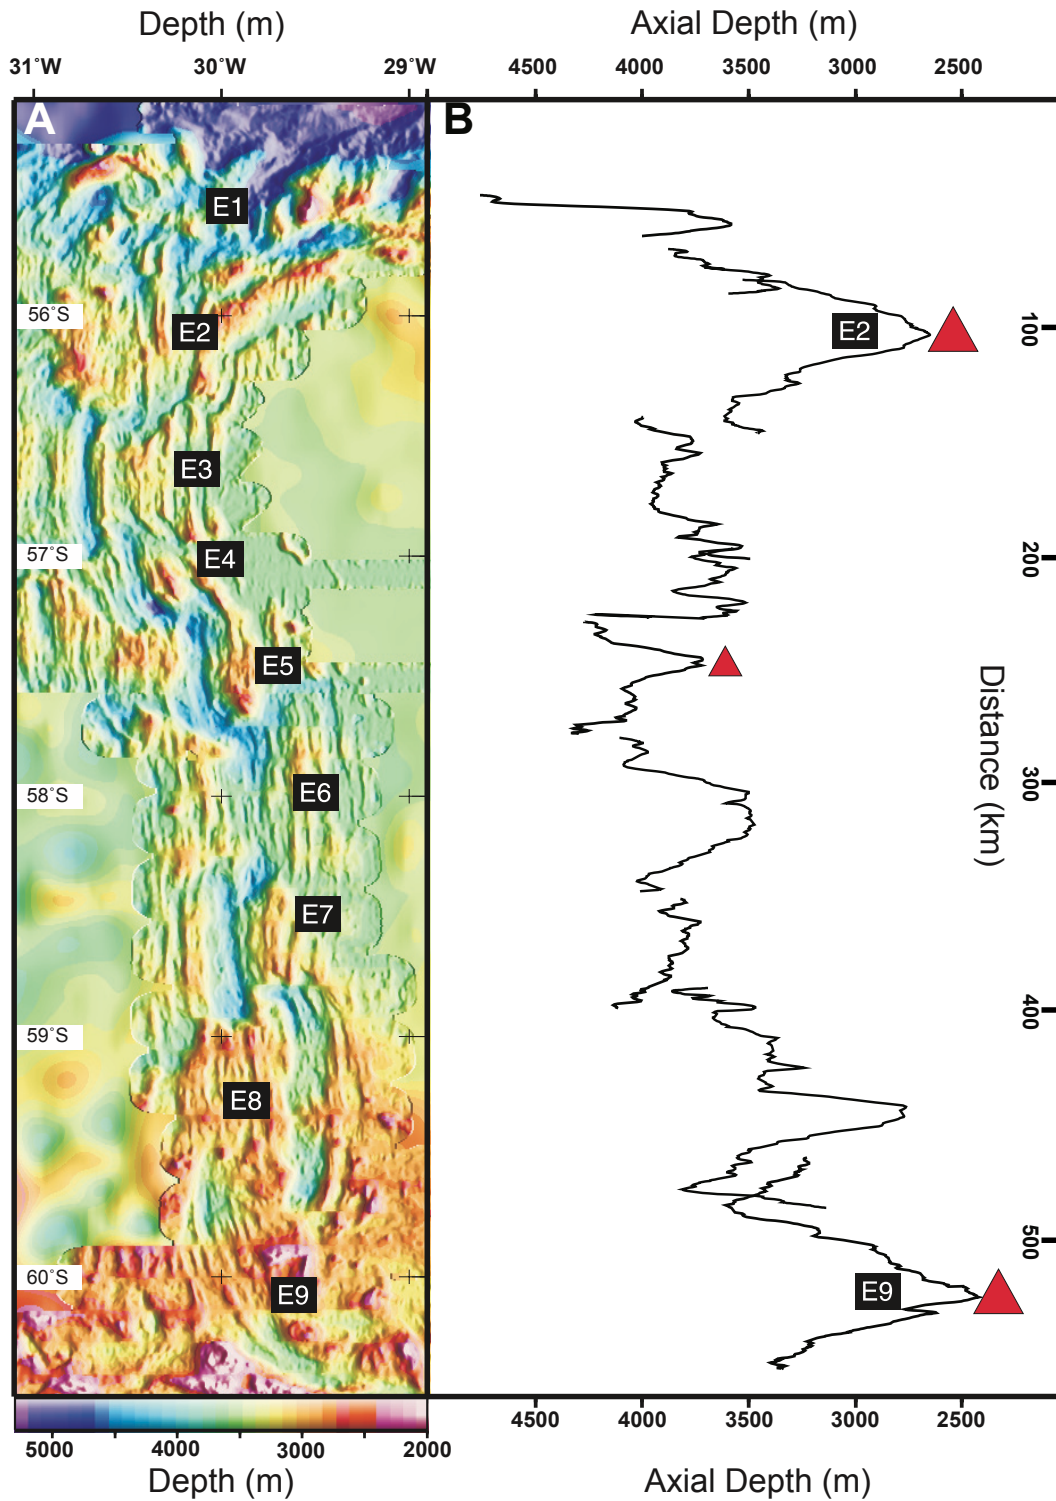 Depth (m)
Axial Depth (m)
31°W 30°W 29°W
4500 4000 3500 3000 2500
A
B
E1
56°S
E2
E2
100
E3
57°S
E4
200
E5
Distance (km)
58°S
E6
300
E7
400
59°S
E8
500
60°S
E9
E9
5000 4000 3000 2000
4500 4000 3500 3000 2500
Depth (m)
Axial Depth (m)